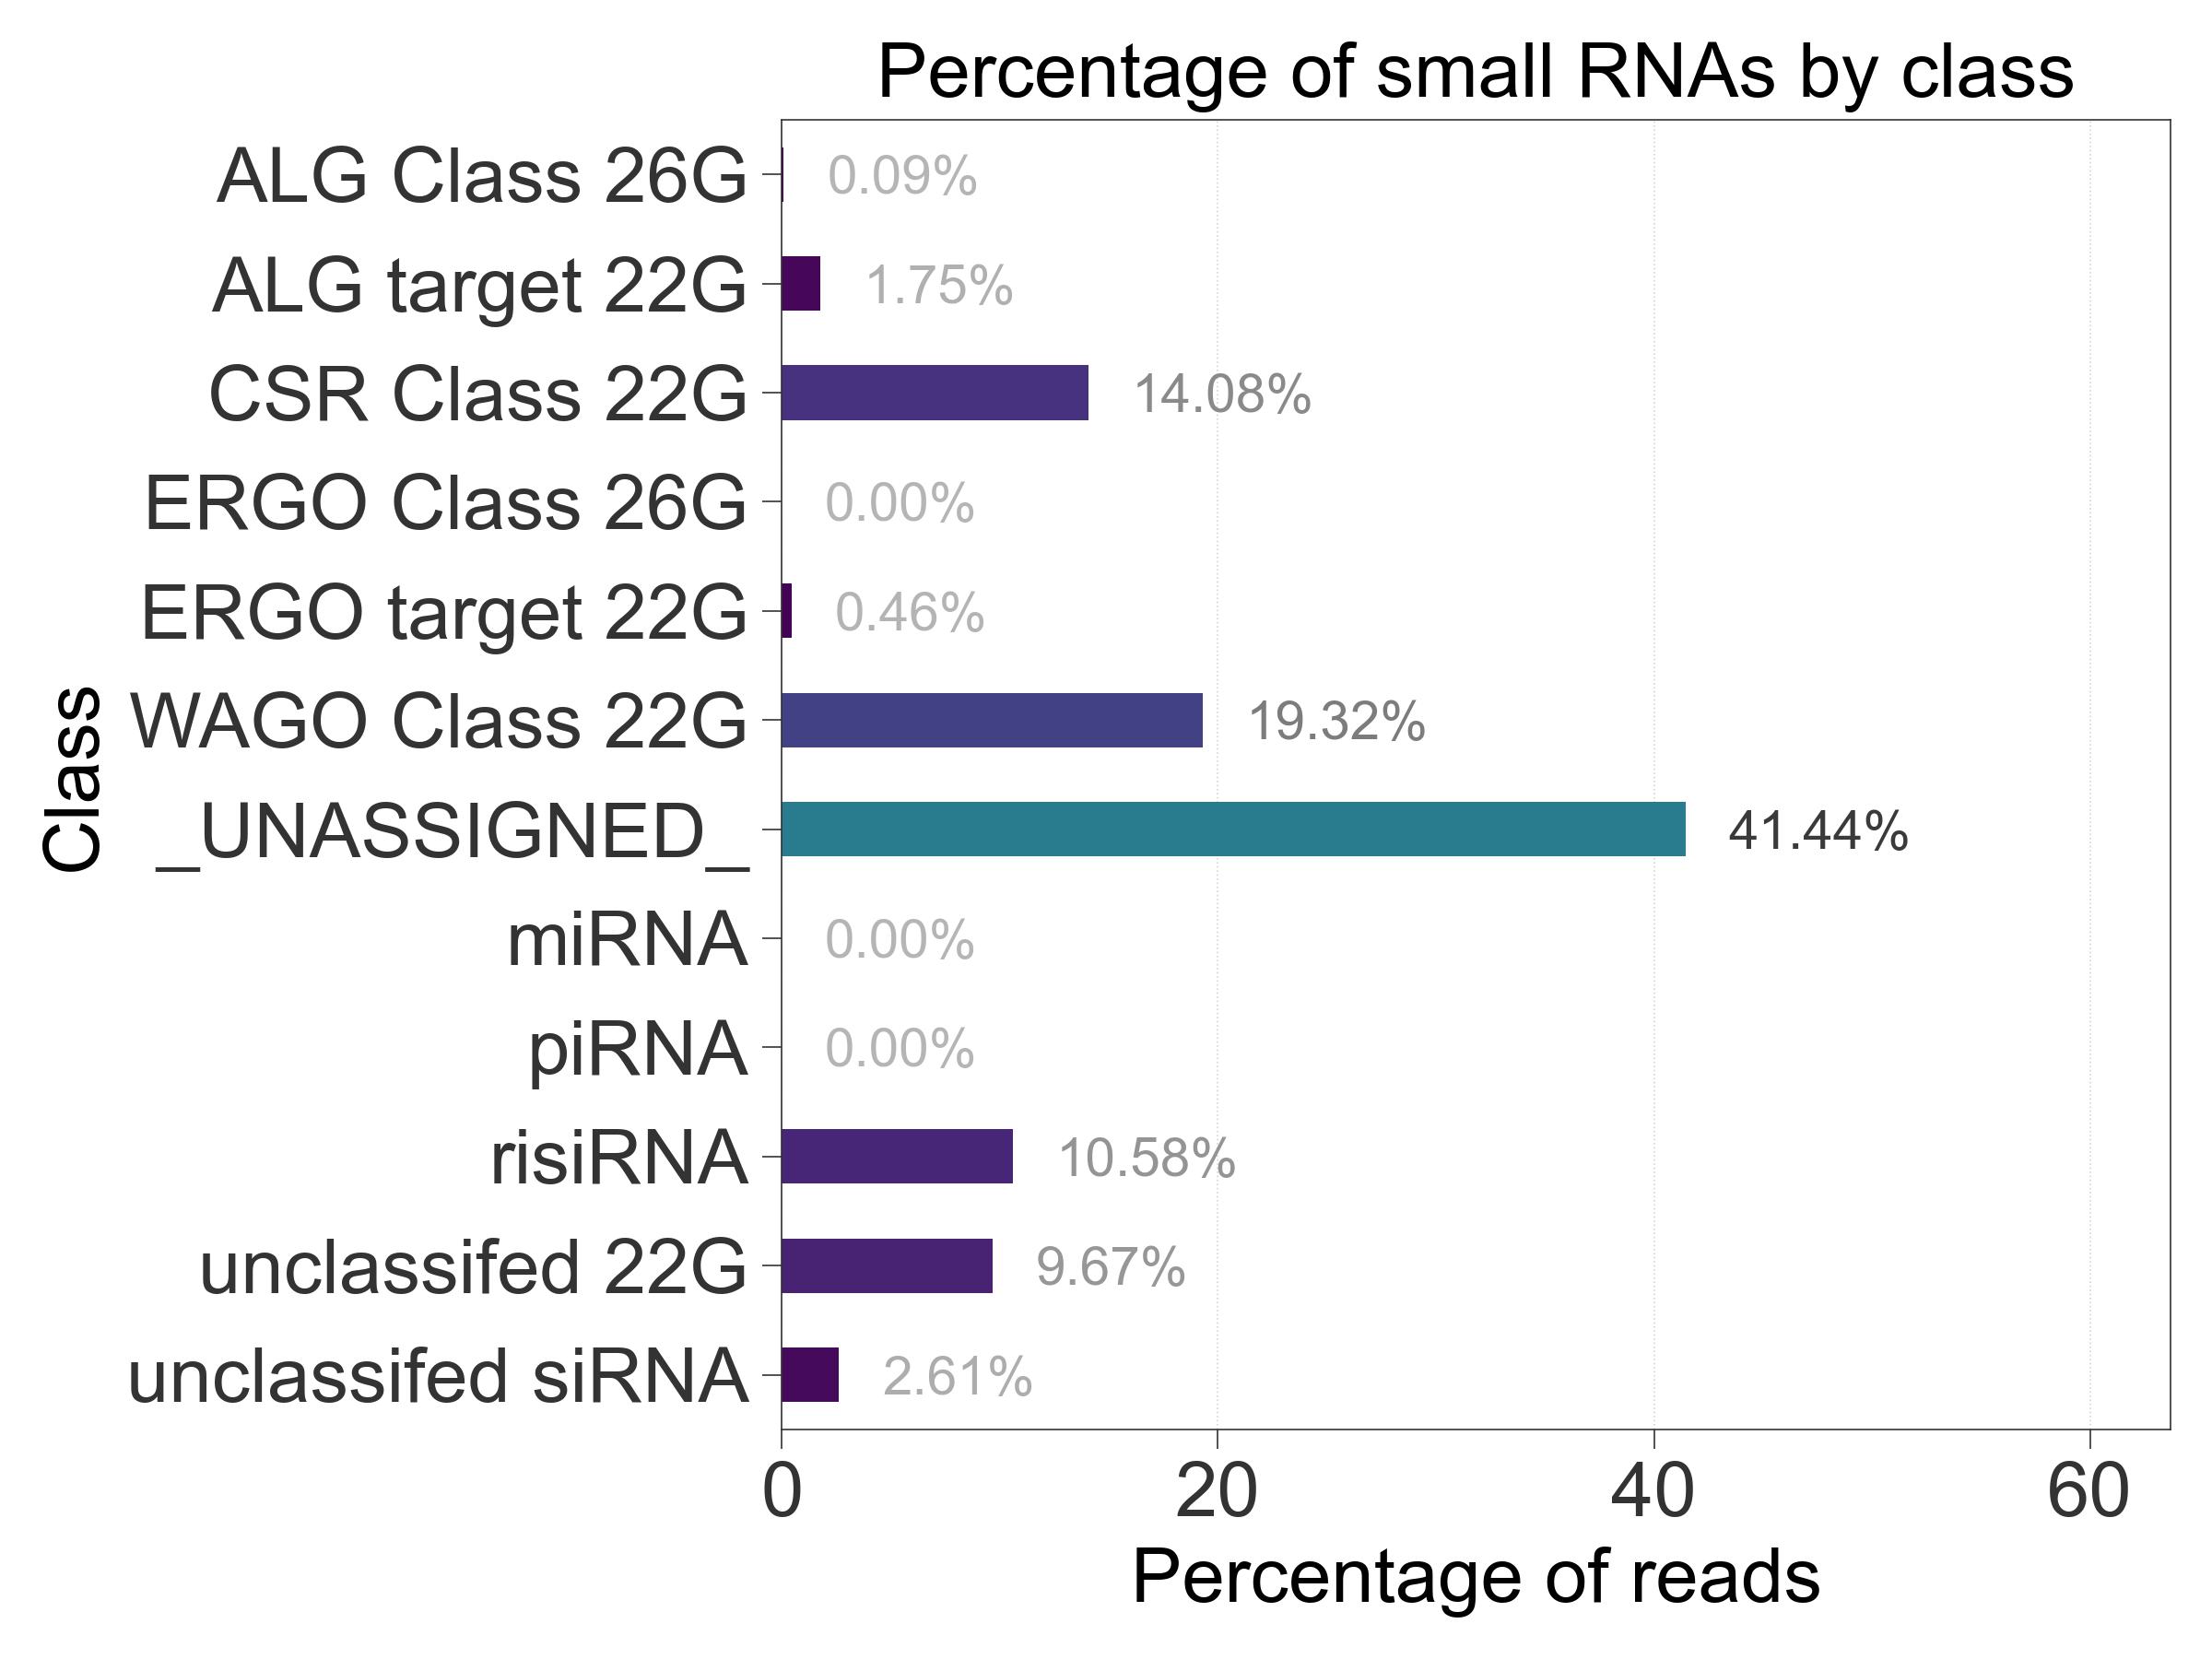 Percentage of small RNAs by class
ALG Class 26G 0.09%
ALG target 22G 1.75%
CSR Class 22G 14.08%
ERGO Class 26G 0.00%
ERGO target 22G 0.46%
WAGO Class 22G 19.32%
_UNASSIGNED_ 41.44%
miRNA 0.00%
piRNA 0.00%
risiRNA 10.58%
unclassifed 22G 9.67%
unclassifed siRNA 2.61%
Class
0 20 40 60
Percentage of reads